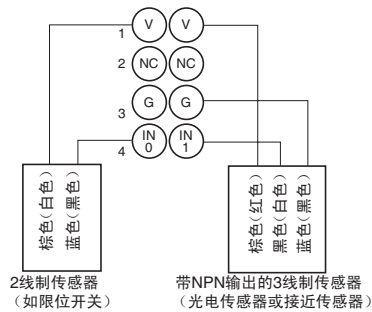 1 V V
2 NC NC
3 G G
4 IN 0 IN 1
棕色（白色）
蓝色（黑色）
棕色（红色）
黑色（白色）
蓝色（黑色）
2线制传感器
（如限位开关）
带NPN输出的3线制传感器
（光电传感器或接近传感器）